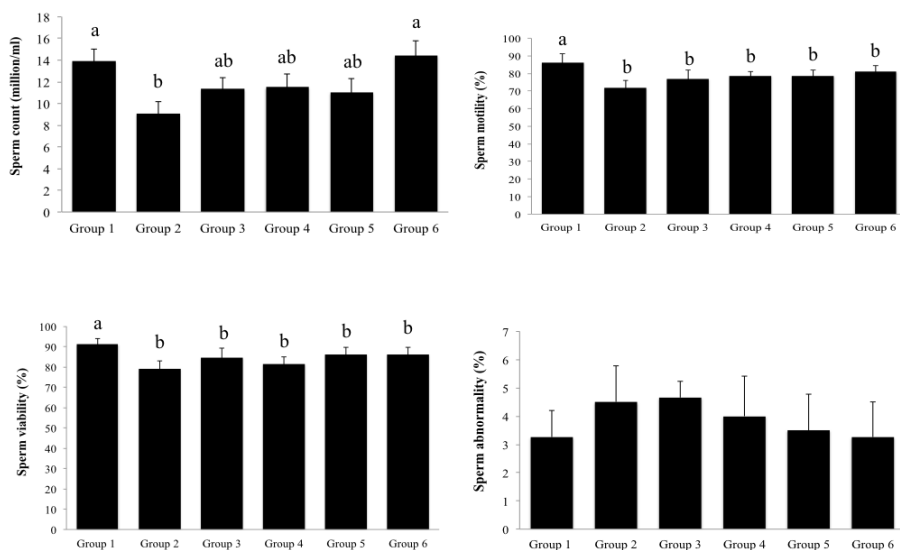 Sperm count (million/ml)
18
16
14
12
10
8
6
4
2
0
a
b
ab
ab
ab
a
Group 1 Group 2 Group 3 Group 4 Group 5 Group 6
Sperm motility (%)
100
90
80
70
60
50
40
30
20
10
0
a
b
b
b
b
b
Group 1 Group 2 Group 3 Group 4 Group 5 Group 6
Sperm viability (%)
100
90
80
70
60
50
40
30
20
10
0
a
b
b
b
b
b
Group 1 Group 2 Group 3 Group 4 Group 5 Group 6
Sperm abnormality (%)
7
6
5
4
3
2
1
0
Group 1 Group 2 Group 3 Group 4 Group 5 Group 6